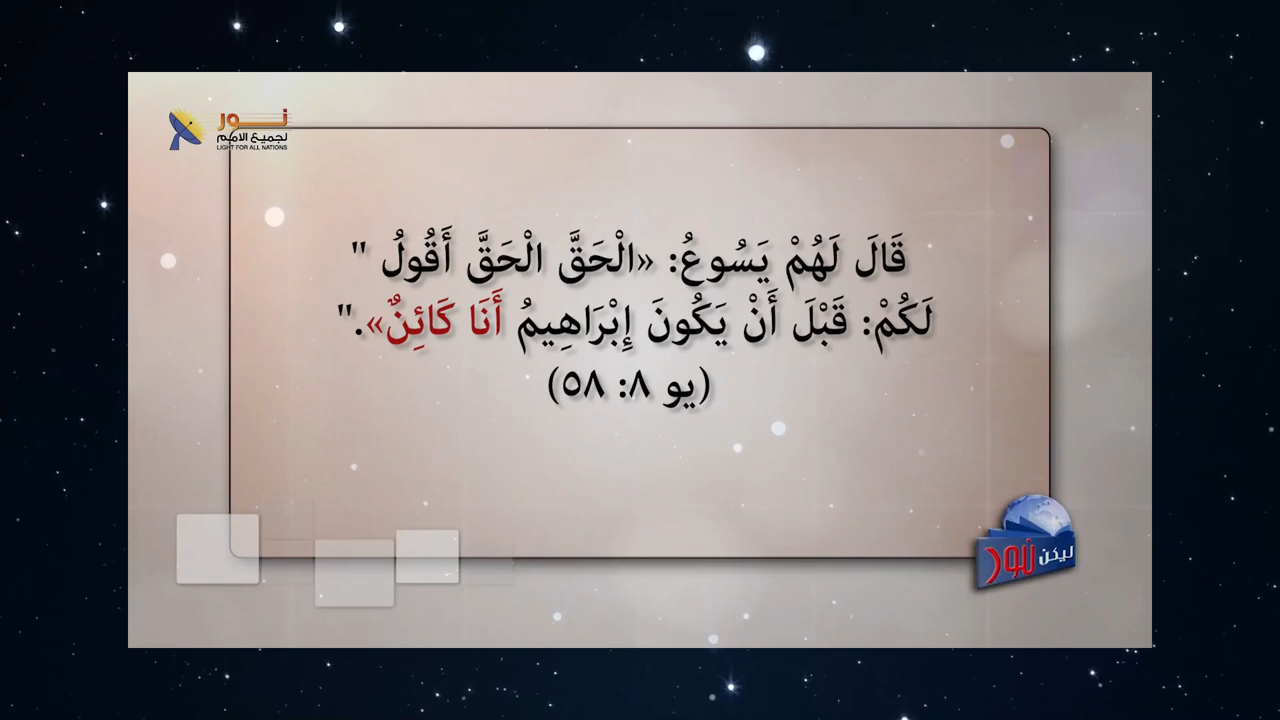 نــور
لجميع الامم
LIGHT FOR ALL NATIONS
قَالَ لَهُمْ يَسُوعُ: «الْحَقَّ الْحَقَّ أَقُولُ "
لَكُمْ: قَبْلَ أَنْ يَكُونَ إِبْرَاهِيمُ أَنَا كَائِنٌ».‎"
(يو ٨: ٥٨)
ليكن نور